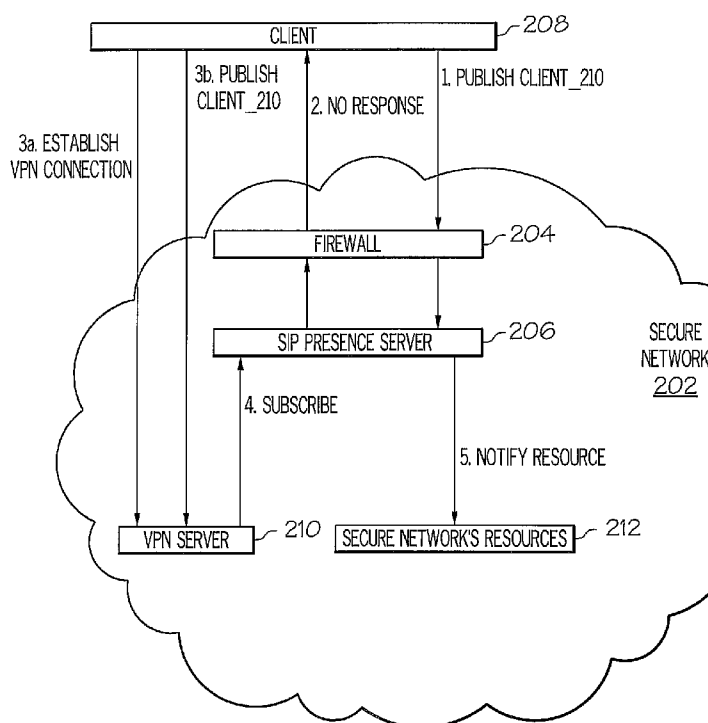 CLIENT
208
3b. PUBLISH
CLIENT_210
1. PUBLISH CLIENT_210
2. NO RESPONSE
3a. ESTABLISH
VPN CONNECTION
FIREWALL
204
SIP PRESENCE SERVER
206
SECURE
NETWORK
202
4. SUBSCRIBE
5. NOTIFY RESOURCE
VPN SERVER
210
SECURE NETWORK'S RESOURCES
212